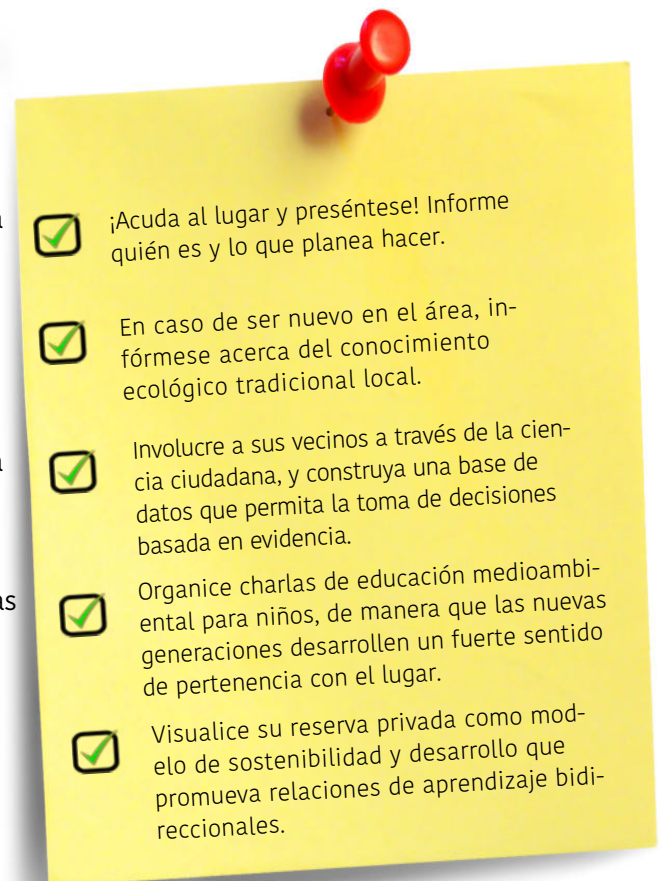 ¡Acuda al lugar y preséntese! Informe
quién es y lo que planea hacer.
En caso de ser nuevo en el área, in-
fórmese acerca del conocimiento
ecológico tradicional local.
Involucre a sus vecinos a través de la cien-
cia ciudadana, y construya una base de
datos que permita la toma de decisiones
basada en evidencia.
Organice charlas de educación medioambi-
ental para niños, de manera que las nuevas
generaciones desarrollen un fuerte sentido
de pertenencia con el lugar.
Visualice su reserva privada como mod-
elo de sostenibilidad y desarrollo que
promueva relaciones de aprendizaje bidi-
reccionales.